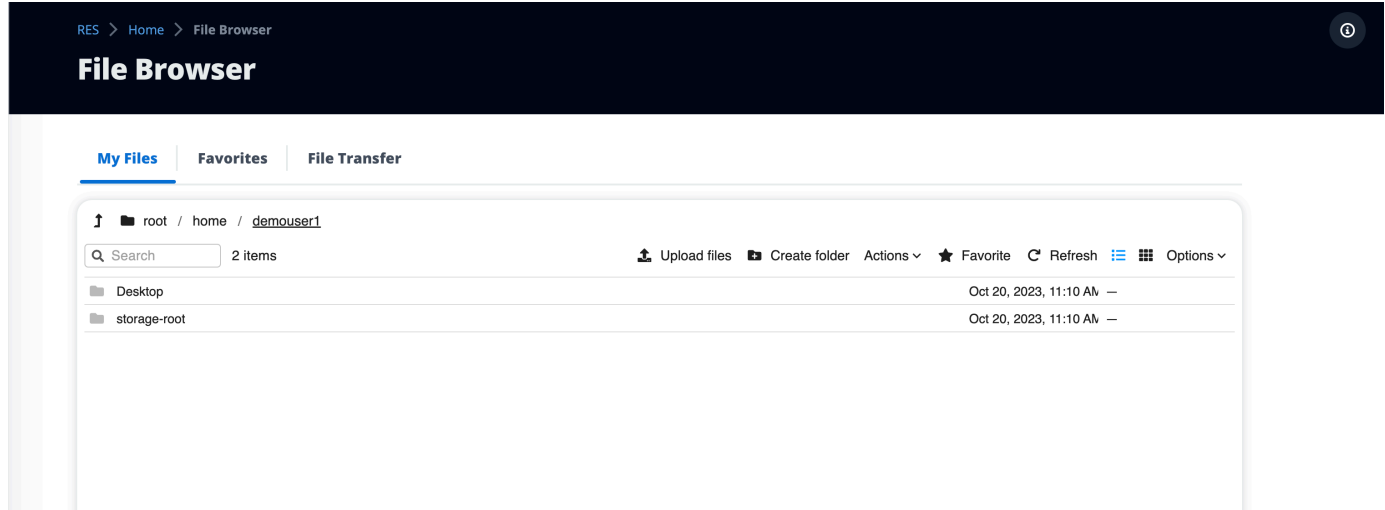 RES > Home > File Browser
File Browser
My Files Favorites File Transfer
root / home / demouser1
Search 2 items Upload files Create folder Actions Favorite Refresh Options
Desktop Oct 20, 2023, 11:10 AM —
storage-root Oct 20, 2023, 11:10 AM —